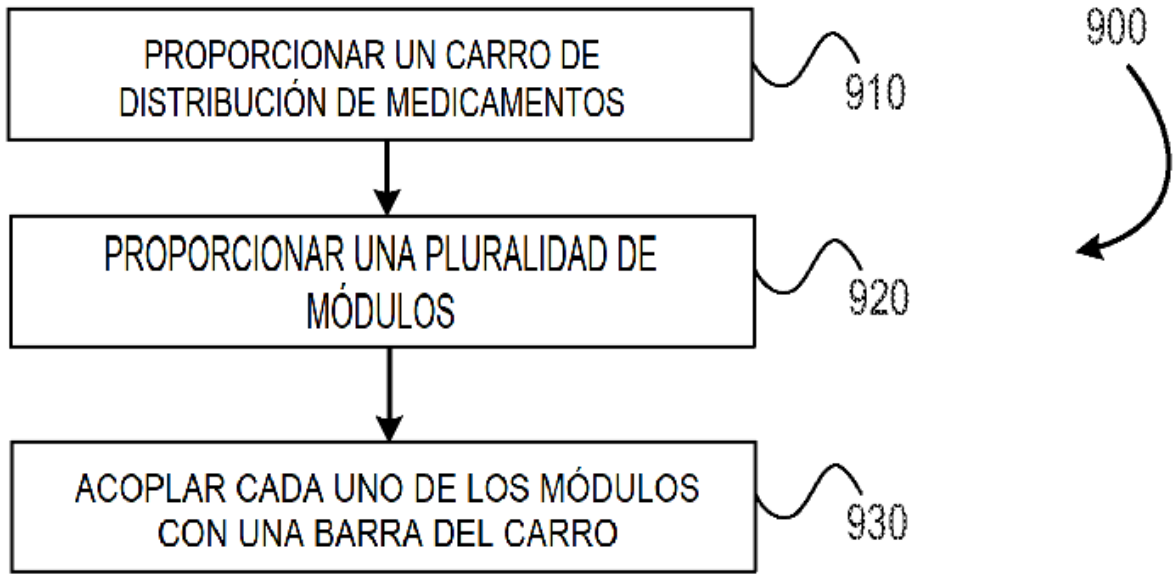 900
PROPORCIONAR UN CARRO DE
DISTRIBUCIÓN DE MEDICAMENTOS
910
PROPORCIONAR UNA PLURALIDAD DE
MÓDULOS
920
ACOPLAR CADA UNO DE LOS MÓDULOS
CON UNA BARRA DEL CARRO
930